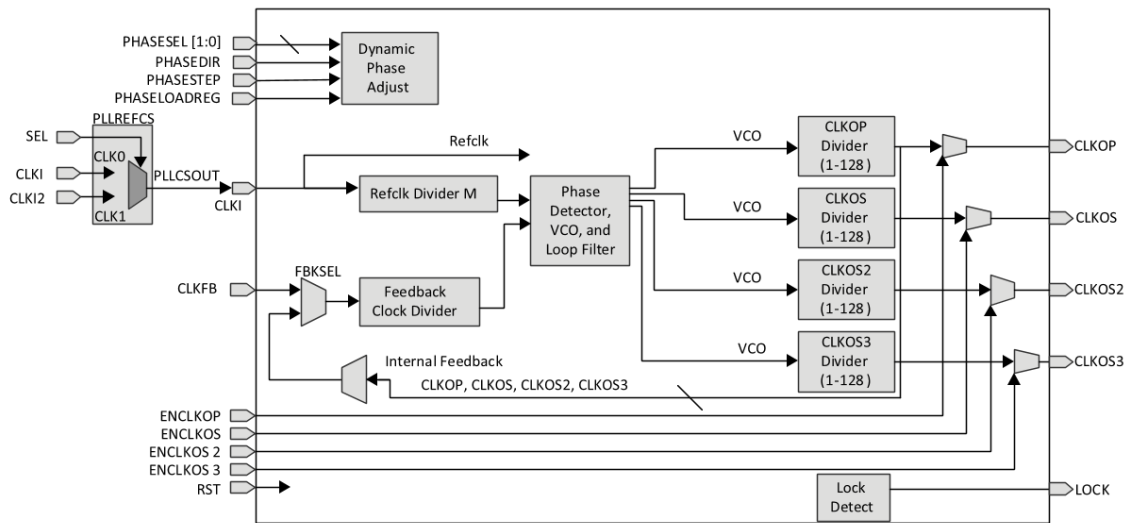 PHASESEL [1:0]
PHASEDIR
PHASESTEP
PHASELOADREG
Dynamic
Phase
Adjust
PLLREFCS
SEL
CLKI
CLKI2
CLK0
CLK1
PLLCSOUT
CLKI
Refclk
Refclk Divider M
Phase
Detector,
VCO, and
Loop Filter
VCO
VCO
VCO
VCO
CLKOP
Divider
(1-128)
CLKOS
Divider
(1-128)
CLKOS2
Divider
(1-128)
CLKOS3
Divider
(1-128)
CLKOP
CLKOS
CLKOS2
CLKOS3
CLKFB
FBKSEL
Feedback
Clock Divider
Internal Feedback
CLKOP, CLKOS, CLKOS2, CLKOS3
ENCLKOP
ENCLKOS
ENCLKOS 2
ENCLKOS 3
RST
Lock
Detect
LOCK